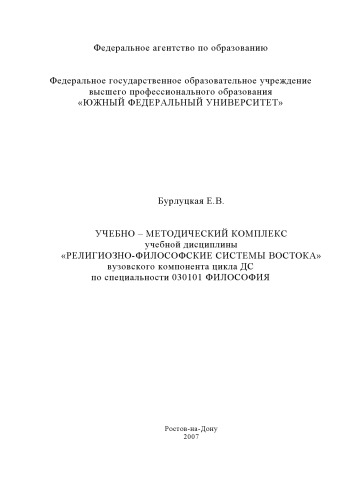 Федеральное агентство по образованию
Федеральное государственное образовательное учреждение
высшего профессионального образования
«ЮЖНЫЙ ФЕДЕРАЛЬНЫЙ УНИВЕРСИТЕТ»
Бурлуцкая Е.В.
УЧЕБНО – МЕТОДИЧЕСКИЙ КОМПЛЕКС
учебной дисциплины
«РЕЛИГИОЗНО-ФИЛОСОФСКИЕ СИСТЕМЫ ВОСТОКА»
вузовского компонента цикла ДС
по специальности 030101 ФИЛОСОФИЯ
Ростов-на-Дону
2007